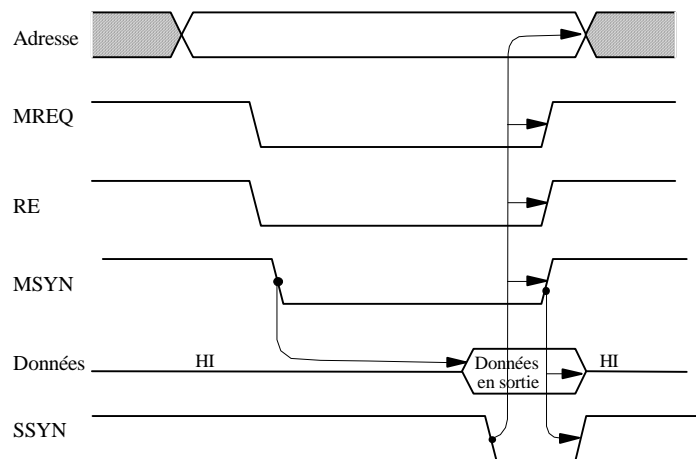 Adresse
MREQ
RE
MSYN
Données
HI
Données
en sortie
HI
SSYN